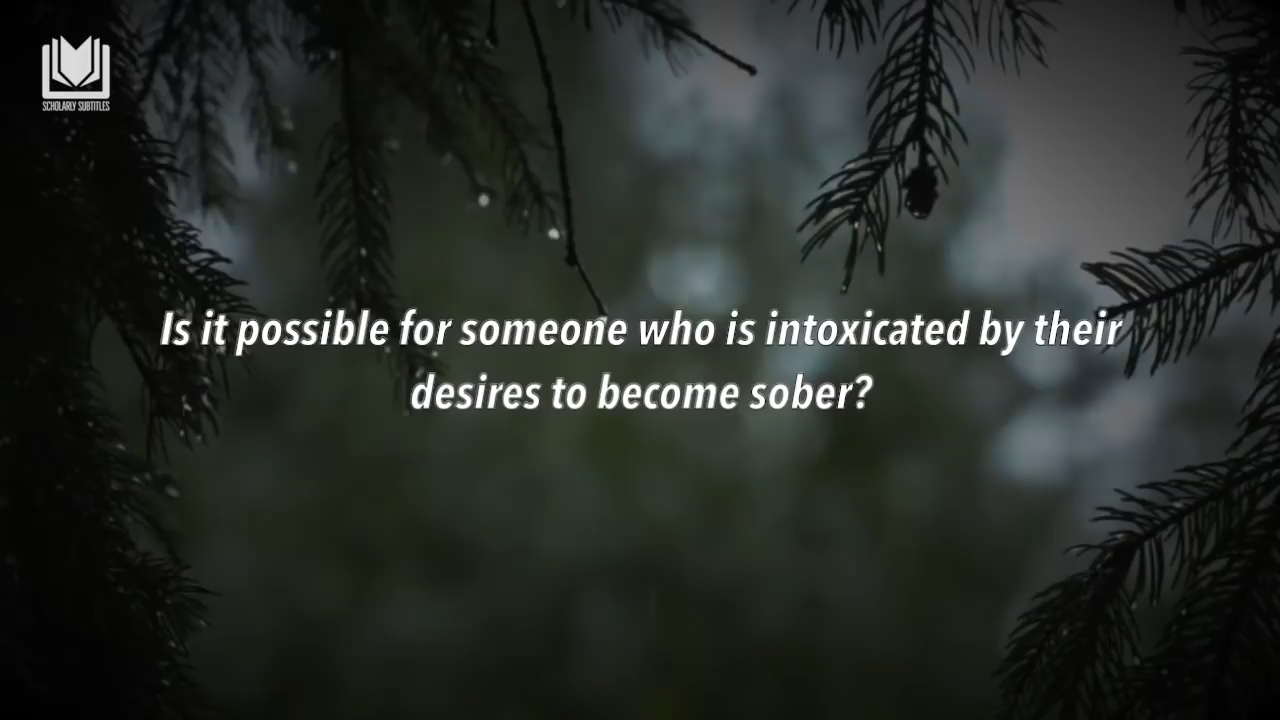 SCHOLARLY SUBTITLES
Is it possible for someone who is intoxicated by their
desires to become sober?